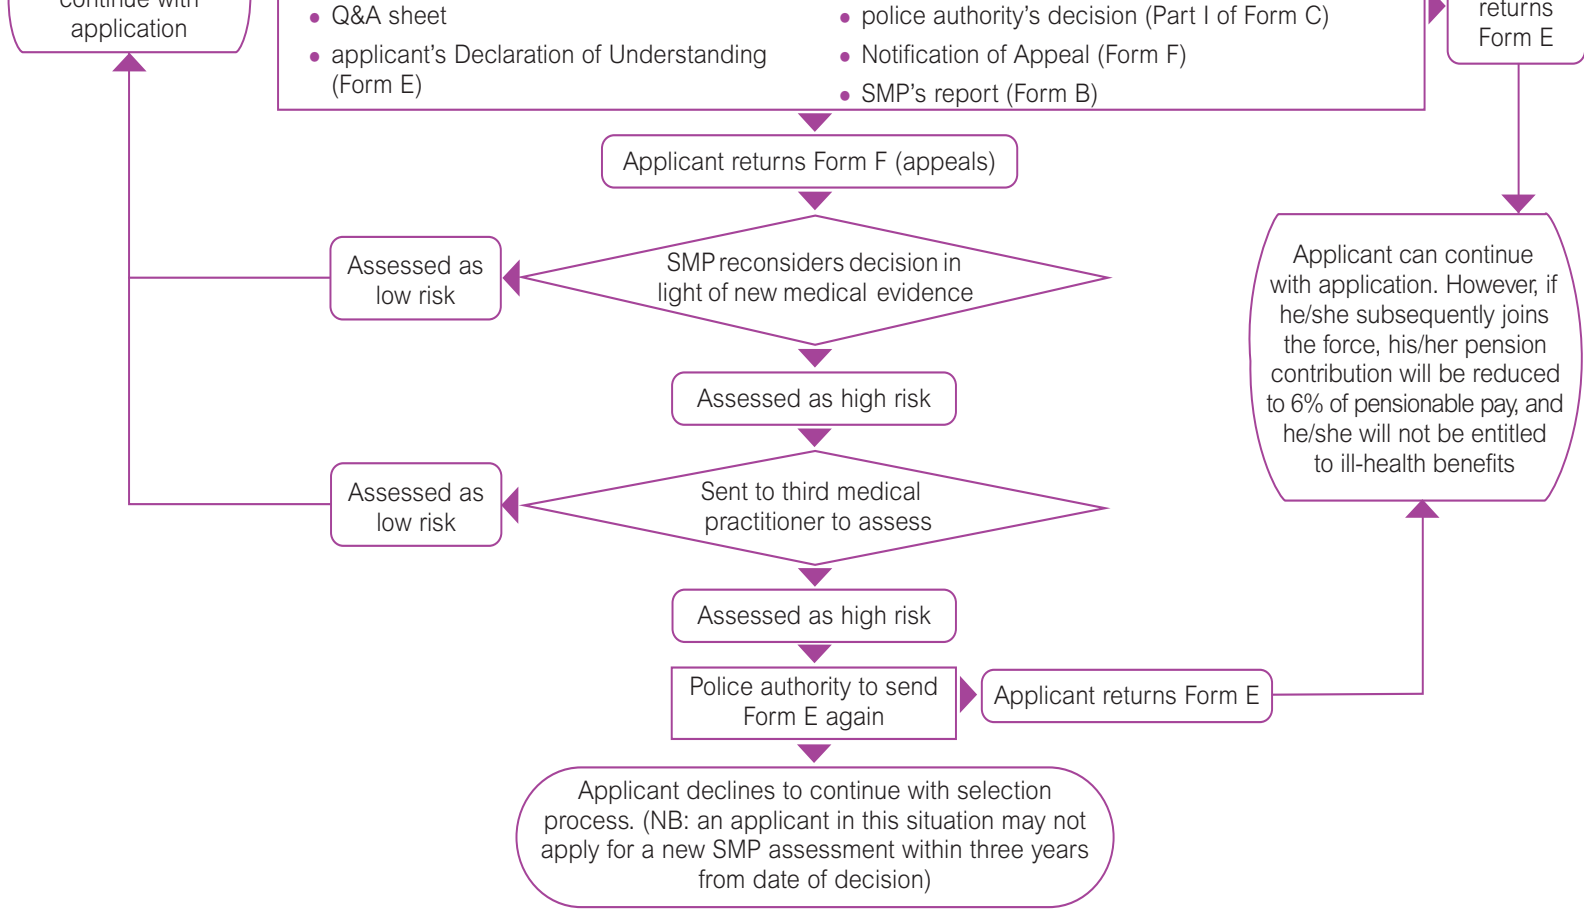 continue with
application
• Q&A sheet
• applicant's Declaration of Understanding
(Form E)
• police authority's decision (Part I of Form C)
• Notification of Appeal (Form F)
• SMP's report (Form B)
returns
Form E
Applicant returns Form F (appeals)
SMP reconsiders decision in
light of new medical evidence
Assessed as
low risk
Applicant can continue
with application. However, if
he/she subsequently joins
the force, his/her pension
contribution will be reduced
to 6% of pensionable pay, and
he/she will not be entitled
to ill-health benefits
Assessed as high risk
Sent to third medical
practitioner to assess
Assessed as
low risk
Assessed as high risk
Police authority to send
Form E again
Applicant returns Form E
Applicant declines to continue with selection
process. (NB: an applicant in this situation may not
apply for a new SMP assessment within three years
from date of decision)